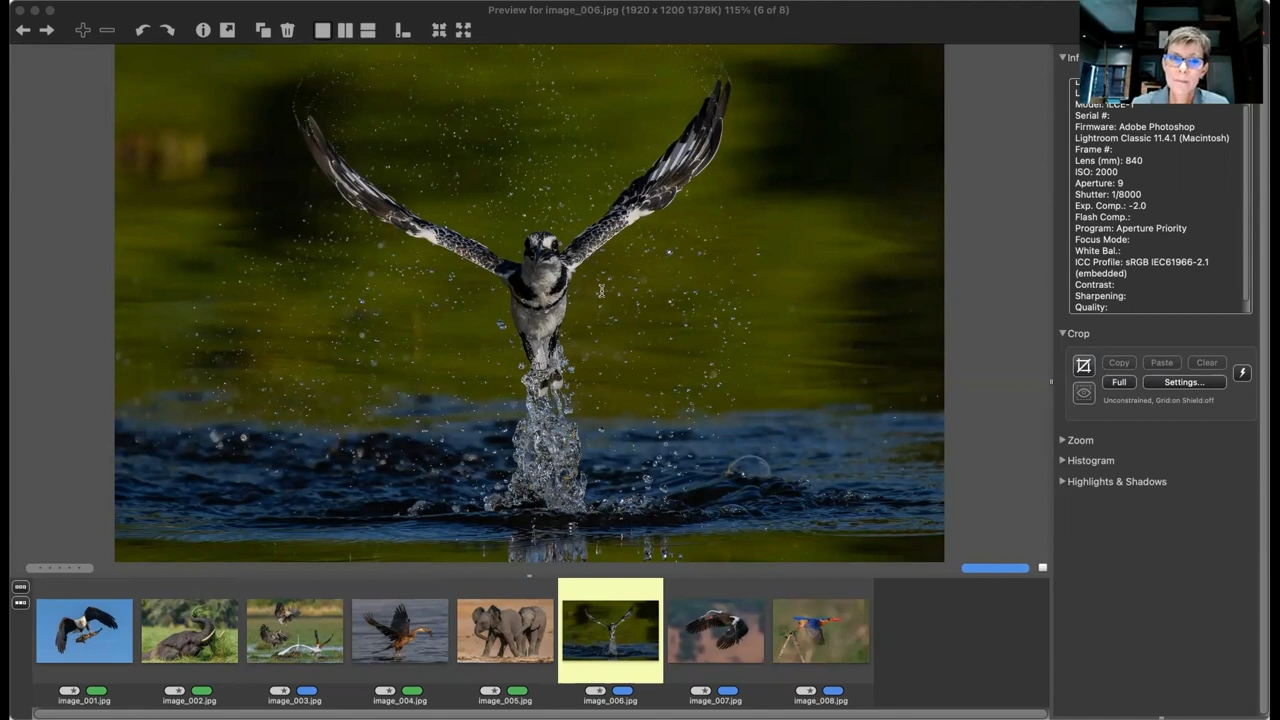 Preview for image_006.jpg (1920 x 1200 1378K) 115% (6 of 8)
Serial #:
Firmware: Adobe Photoshop
Lightroom Classic 11.4.1 (Macintosh)
Frame #:
Lens (mm): 840
ISO: 2000
Aperture: 9
Shutter: 1/8000
Exp. Comp.: -2.0
Flash Comp.:
Program: Aperture Priority
Focus Mode:
White Bal.:
ICC Profile: sRGB IEC61966-2.1
(embedded)
Contrast:
Sharpening:
Quality:
Crop
Copy Paste Clear
Full Settings...
Unconstrained, Grid:on Shield:off
Zoom
Histogram
Highlights & Shadows
image_001.jpg image_002.jpg image_003.jpg image_004.jpg image_005.jpg image_006.jpg image_007.jpg image_008.jpg